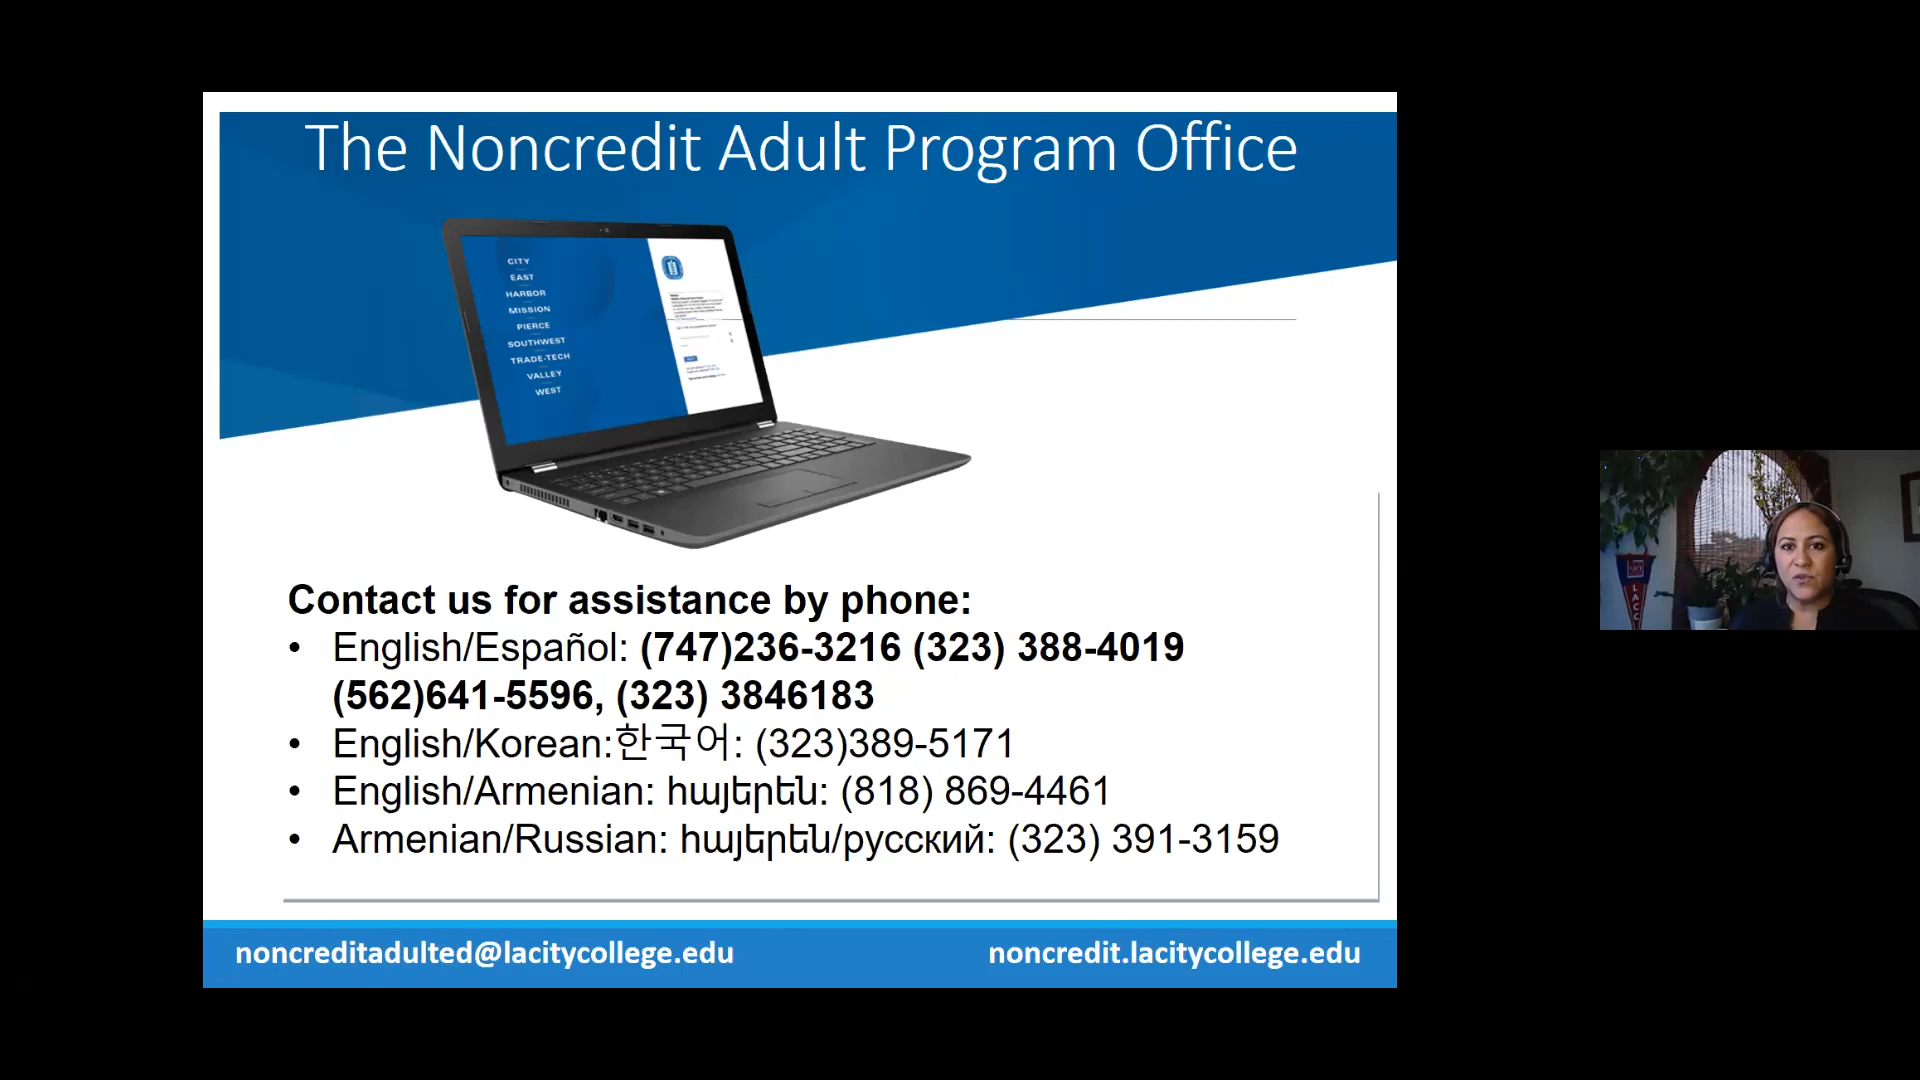 The Noncredit Adult Program Office
CITY
EAST
HARBOR
MISSION
PIERCE
SOUTHWEST
TRADE-TECH
VALLEY
WEST
Contact us for assistance by phone:
• English/Español: (747)236-3216 (323) 388-4019
(562)641-5596, (323) 3846183
• English/Korean:한국어: (323)389-5171
• English/Armenian: հայերեն: (818) 869-4461
• Armenian/Russian: հայերեն/русский: (323) 391-3159
noncreditadulted@lacitycollege.edu
noncredit.lacitycollege.edu
LACC